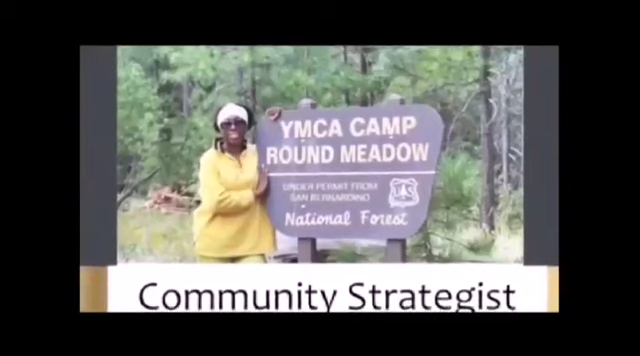 YMCA CAMP
ROUND MEADOW
UNDER PERMIT FROM
SAN BERNARDINO
National Forest
Community Strategist